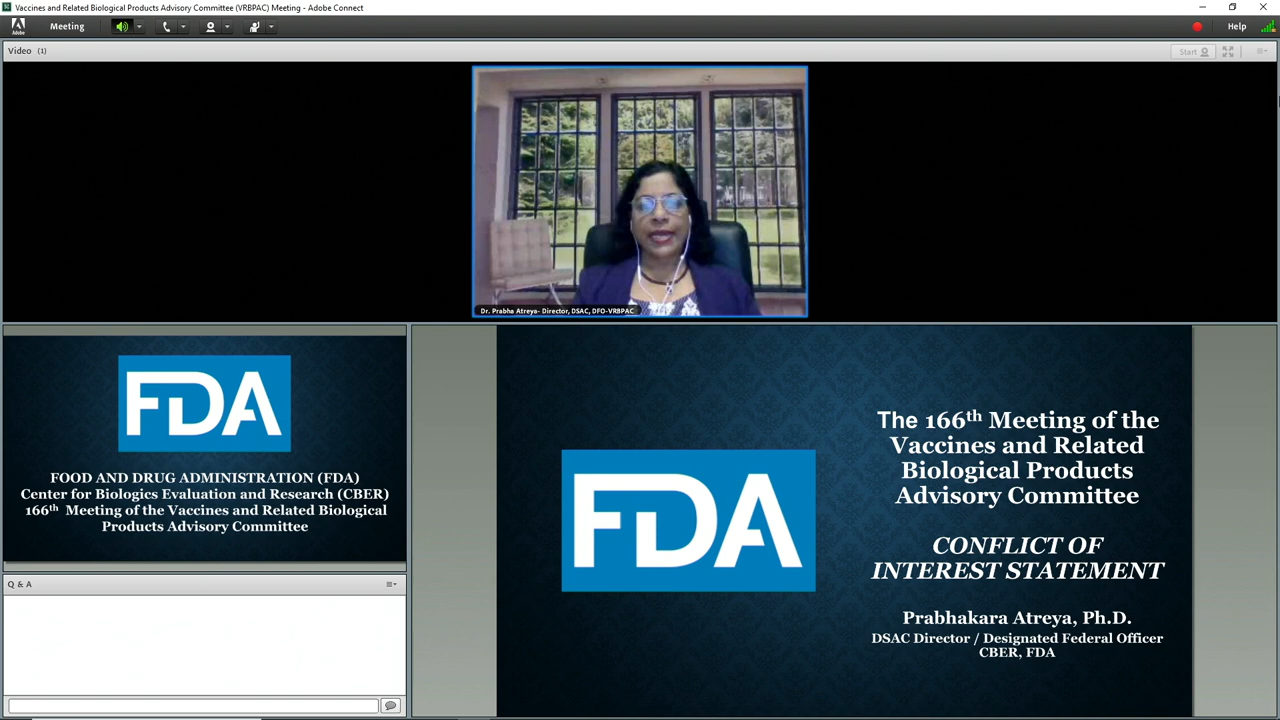 Vaccines and Related Biological Products Advisory Committee (VRBPAC) Meeting - Adobe Connect
Adobe
Meeting
Help
Video (1)
Start
Dr. Prabha Atreya- Director, DSAC, DFO-VRBPAC
FDA
FOOD AND DRUG ADMINISTRATION (FDA)
Center for Biologics Evaluation and Research (CBER)
166th Meeting of the Vaccines and Related Biological
Products Advisory Committee
Q & A
FDA
The 166th Meeting of the
Vaccines and Related
Biological Products
Advisory Committee
CONFLICT OF
INTEREST STATEMENT
Prabhakara Atreya, Ph.D.
DSAC Director / Designated Federal Officer
CBER, FDA